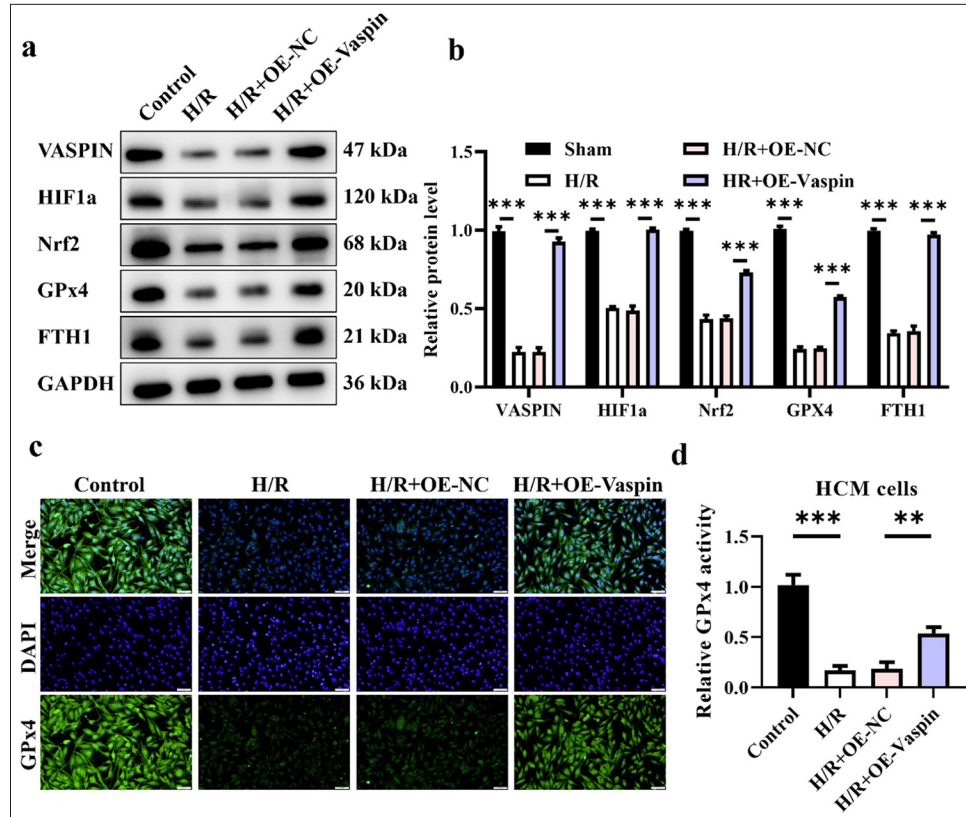 a
Control
H/R
H/R+OE-NC
H/R+OE-Vaspin
VASPIN 47 kDa
HIF1a 120 kDa
Nrf2 68 kDa
GPx4 20 kDa
FTH1 21 kDa
GAPDH 36 kDa
b
Sham H/R+OE-NC
H/R HR+OE-Vaspin
Relative protein level
1.5
1.0
0.5
0.0
*** *** *** *** *** *** *** *** *** ***
VASPIN HIF1a Nrf2 GPX4 FTH1
c
Control H/R H/R+OE-NC H/R+OE-Vaspin
Merge
DAPI
GPx4
d
HCM cells
*** **
Relative GPx4 activity
1.5
1.0
0.5
0.0
Control
H/R
H/R+OE-NC
H/R+OE-Vaspin